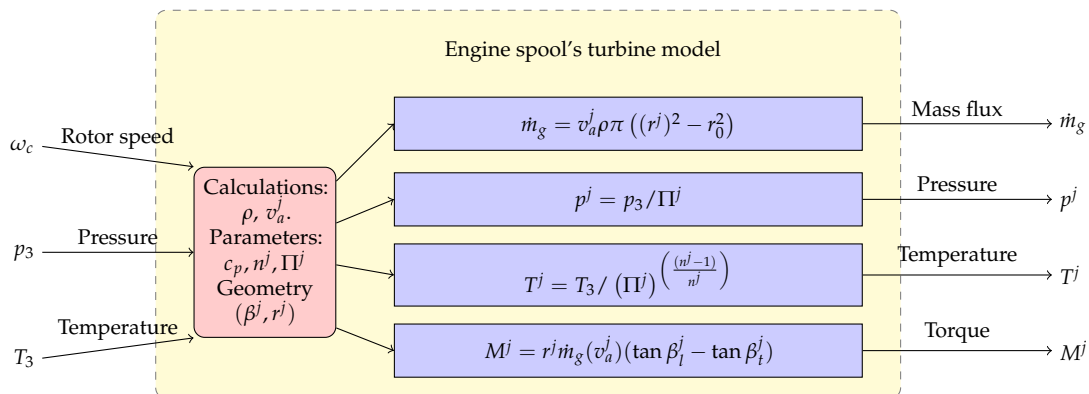 Engine spool's turbine model
Rotor speed
ω_c
Pressure
p_3
Temperature
T_3
Calculations:
ρ, v_a^j.
Parameters:
c_p, n^j, Π^j
Geometry
(β^j, r^j)
ṁ_g = v_a^j ρπ ((r^j)^2 − r_0^2)
p^j = p_3/Π^j
T^j = T_3/ (Π^j)^((n^j−1)/n^j)
M^j = r^j ṁ_g(v_a^j)(tan β_l^j − tan β_t^j)
Mass flux
ṁ_g
Pressure
p^j
Temperature
T^j
Torque
M^j